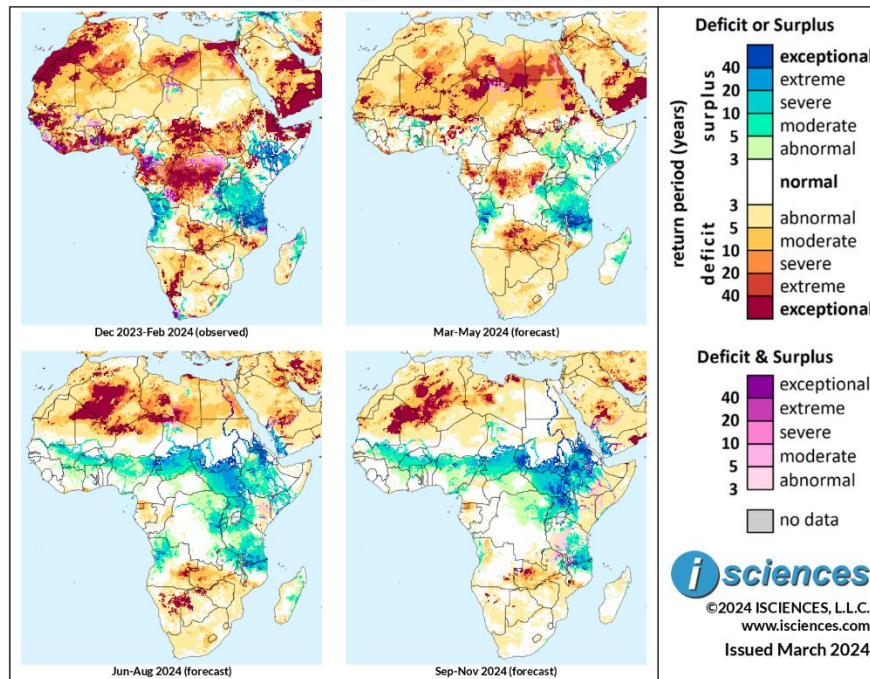 Dec 2023-Feb 2024 (observed)
Mar-May 2024 (forecast)
Jun-Aug 2024 (forecast)
Sep-Nov 2024 (forecast)
Deficit or Surplus
return period (years)
surplus
deficit
40
20
10
5
3
3
5
10
20
40
exceptional
extreme
severe
moderate
abnormal
normal
abnormal
moderate
severe
extreme
exceptional
Deficit & Surplus
40
20
10
5
3
exceptional
extreme
severe
moderate
abnormal
no data
i sciences
©2024 ISCIENCES, L.L.C.
www.isciences.com
Issued March 2024